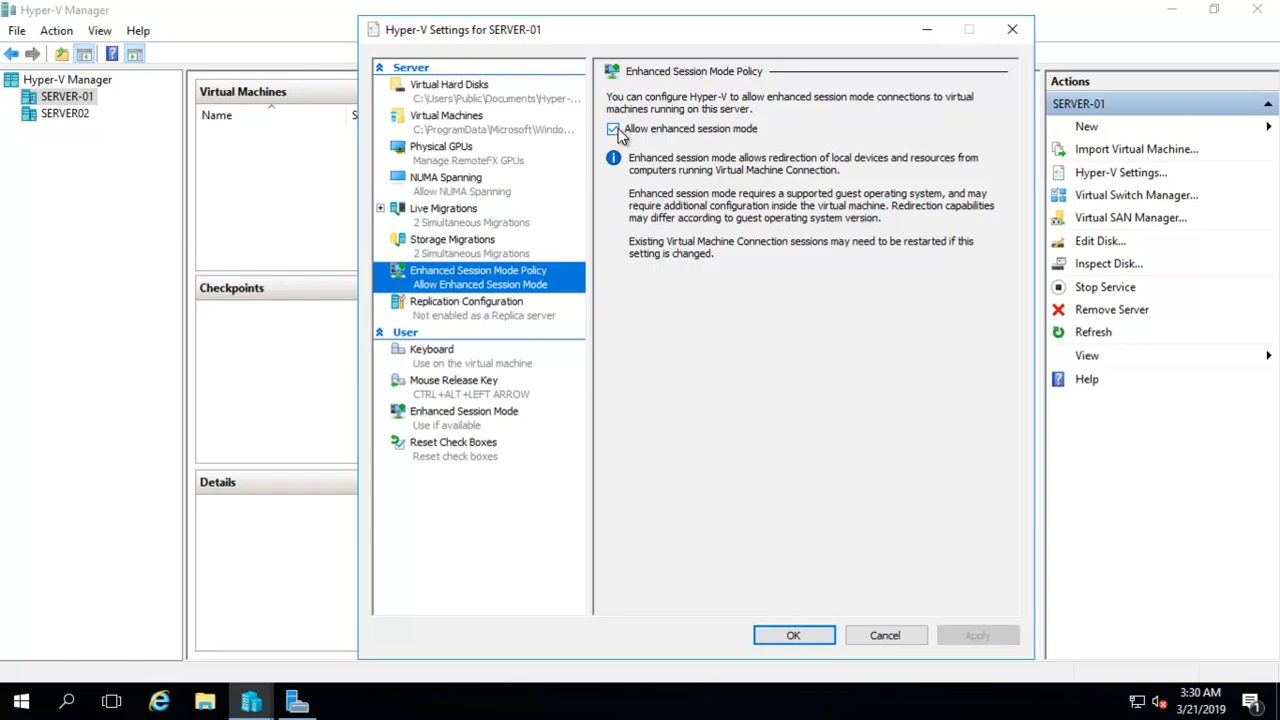 Hyper-V Manager
File Action View Help
Hyper-V Manager
SERVER-01
SERVER02
Virtual Machines
Name
S
Checkpoints
Details
Hyper-V Settings for SERVER-01
Server
Virtual Hard Disks
C:\Users\Public\Documents\Hyper-...
Virtual Machines
C:\ProgramData\Microsoft\Windo...
Physical GPUs
Manage RemoteFX GPUs
NUMA Spanning
Allow NUMA Spanning
Live Migrations
2 Simultaneous Migrations
Storage Migrations
2 Simultaneous Migrations
Enhanced Session Mode Policy
Allow Enhanced Session Mode
Replication Configuration
Not enabled as a Replica server
User
Keyboard
Use on the virtual machine
Mouse Release Key
CTRL+ALT+LEFT ARROW
Enhanced Session Mode
Use if available
Reset Check Boxes
Reset check boxes
Enhanced Session Mode Policy
You can configure Hyper-V to allow enhanced session mode connections to virtual
machines running on this server.
Allow enhanced session mode
Enhanced session mode allows redirection of local devices and resources from
computers running Virtual Machine Connection.
Enhanced session mode requires a supported guest operating system, and may
require additional configuration inside the virtual machine. Redirection capabilities
may differ according to guest operating system version.
Existing Virtual Machine Connection sessions may need to be restarted if this
setting is changed.
OK Cancel Apply
Actions
SERVER-01
New
Import Virtual Machine...
Hyper-V Settings...
Virtual Switch Manager...
Virtual SAN Manager...
Edit Disk...
Inspect Disk...
Stop Service
Remove Server
Refresh
View
Help
3:30 AM
3/21/2019
1